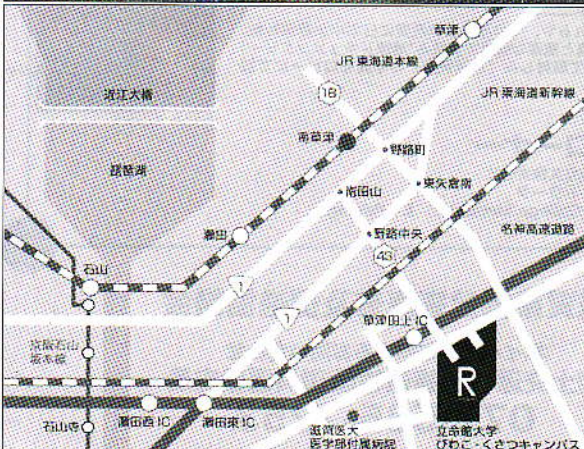 草津
JR 東海道本線
近江大橋
18
JR 東海道新幹線
南草津
野路町
琵琶湖
東矢倉南
南田山
瀬田
野路中央
名神高速道路
43
石山
1
1
草津田上IC
京阪石山
坂本線
R
石山寺
瀬田西IC
瀬田東IC
滋賀医大
医学部付属病院
立命館大学
びわこ・くさつキャンパス